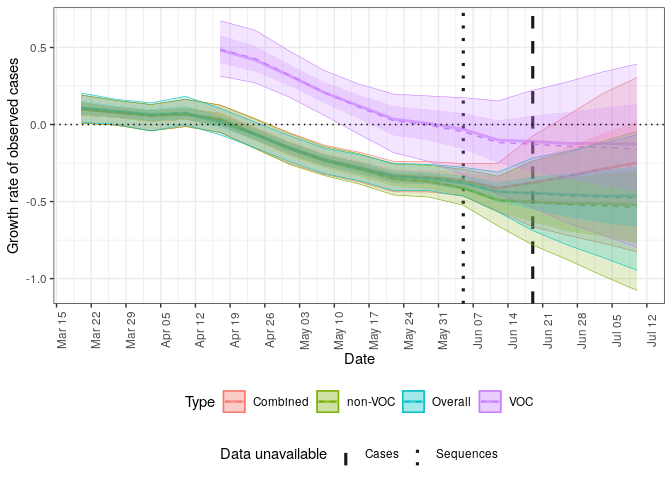 Growth rate of observed cases
0.5
0.0
-0.5
-1.0
Mar 15
Mar 22
Mar 29
Apr 05
Apr 12
Apr 19
Apr 26
May 03
May 10
May 17
May 24
May 31
Jun 07
Jun 14
Jun 21
Jun 28
Jul 05
Jul 12
Date
Type Combined non-VOC Overall VOC
Data unavailable Cases Sequences